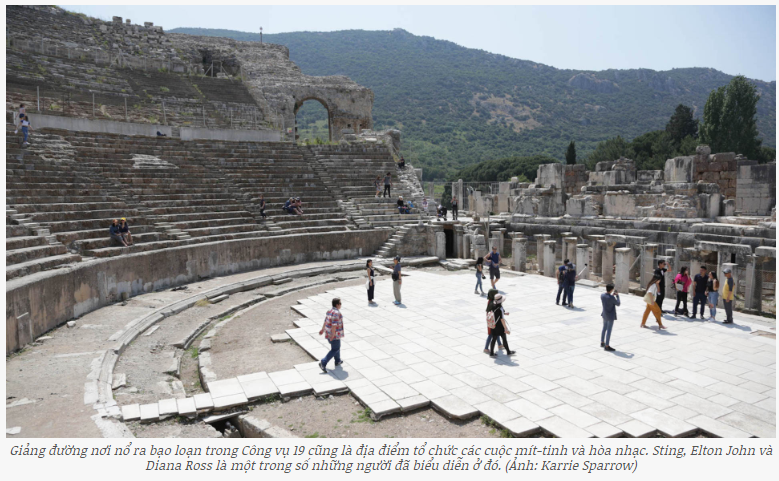 Giảng đường nơi nổ ra bạo loạn trong Công vụ 19 cũng là địa điểm tổ chức các cuộc mít-tinh và hòa nhạc. Sting, Elton John và
Diana Ross là một trong số những người đã biểu diễn ở đó. (Ảnh: Karrie Sparrow)